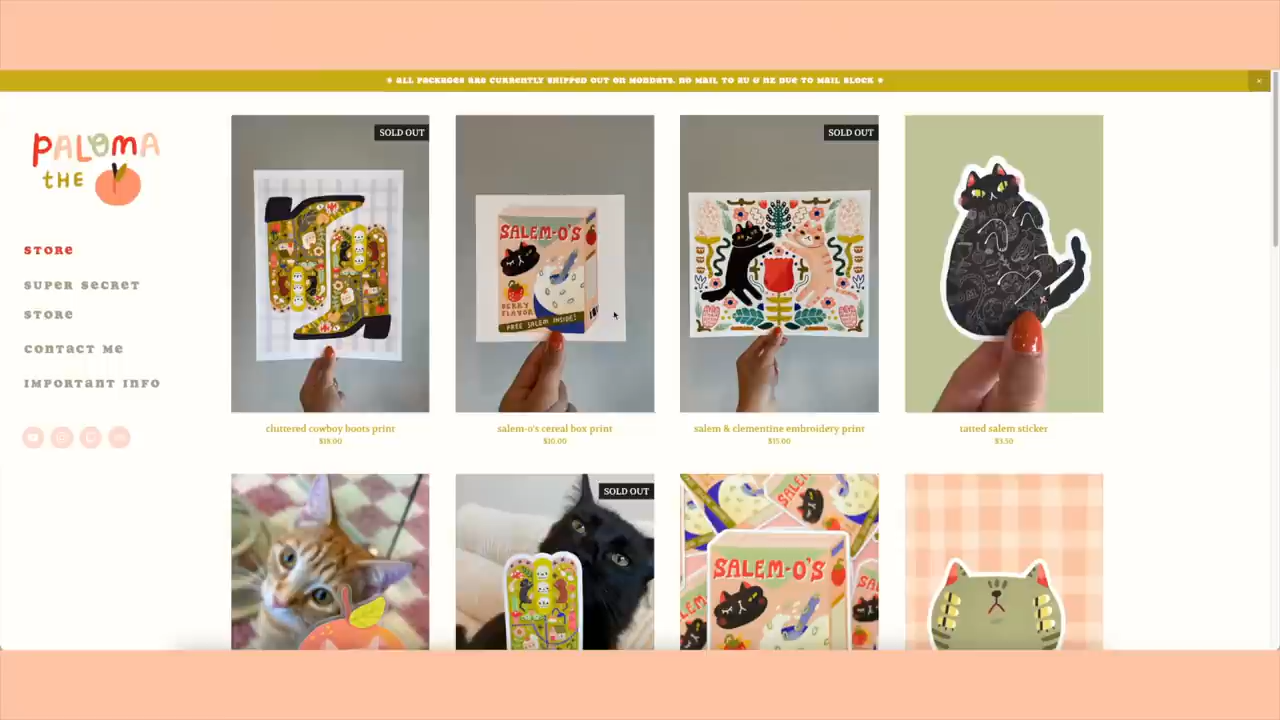 * ALL PACKAGES ARE CURRENTLY SHIPPED OUT ON MONDAYS. NO MAIL TO AU & NZ DUE TO MAIL BLOCK *
PALOMA
THE
STORE
SUPER SECRET
STORE
CONTACT ME
IMPORTANT INFO
SOLD OUT
SALEM-O'S
BERRY
FLAVOR
FREE SALEM INSIDE!
SOLD OUT
cluttered cowboy boots print
$18.00
salem-o's cereal box print
$10.00
salem & clementine embroidery print
$15.00
tatted salem sticker
$3.50
SOLD OUT
SALEM-O'S